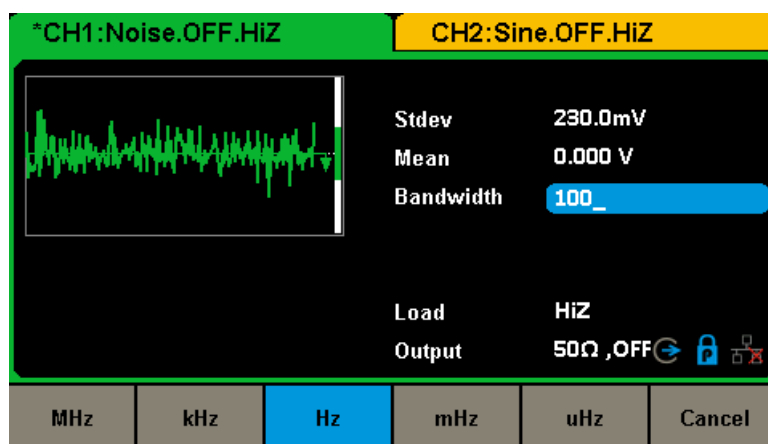 *CH1:Noise.OFF.HiZ
CH2:Sine.OFF.HiZ
Stdev 230.0mV
Mean 0.000 V
Bandwidth 100_
Load HiZ
Output 50Ω ,OFF
P
MHz kHz Hz mHz uHz Cancel